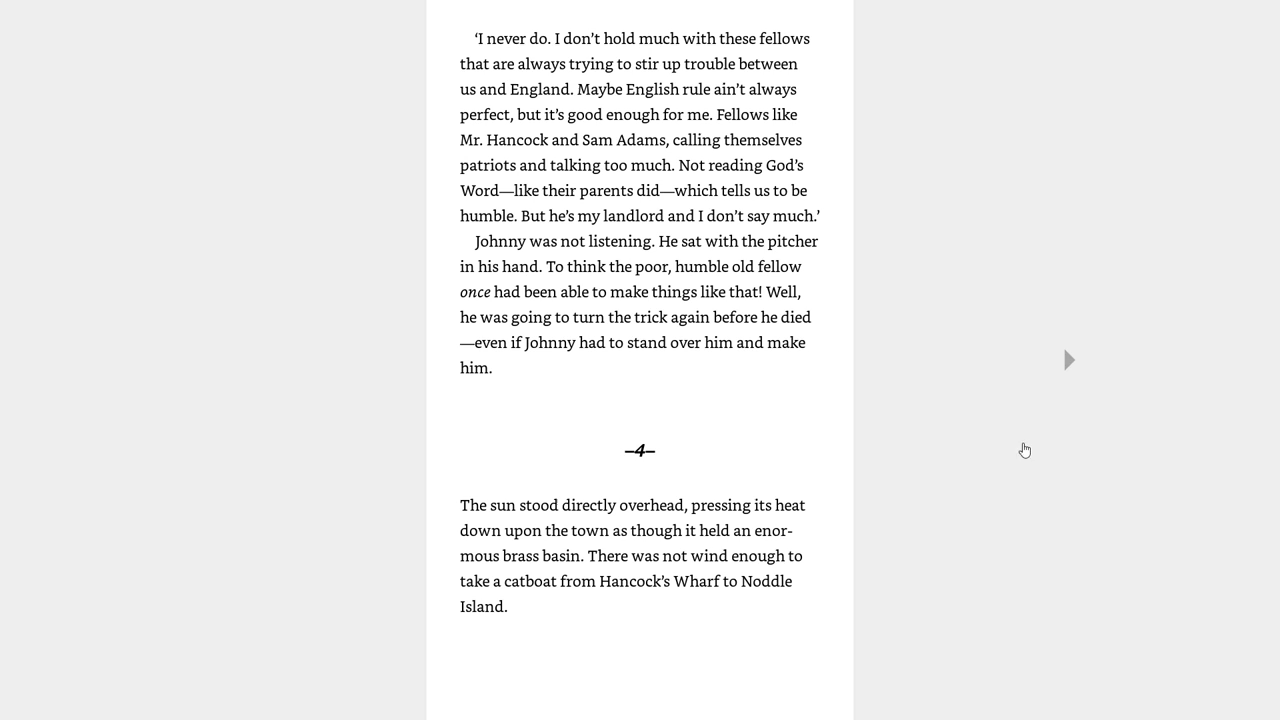 ‘I never do. I don’t hold much with these fellows
that are always trying to stir up trouble between
us and England. Maybe English rule ain’t always
perfect, but it’s good enough for me. Fellows like
Mr. Hancock and Sam Adams, calling themselves
patriots and talking too much. Not reading God’s
Word—like their parents did—which tells us to be
humble. But he’s my landlord and I don’t say much.’
Johnny was not listening. He sat with the pitcher
in his hand. To think the poor, humble old fellow
once had been able to make things like that! Well,
he was going to turn the trick again before he died
—even if Johnny had to stand over him and make
him.
–4–
The sun stood directly overhead, pressing its heat
down upon the town as though it held an enor-
mous brass basin. There was not wind enough to
take a catboat from Hancock’s Wharf to Noddle
Island.